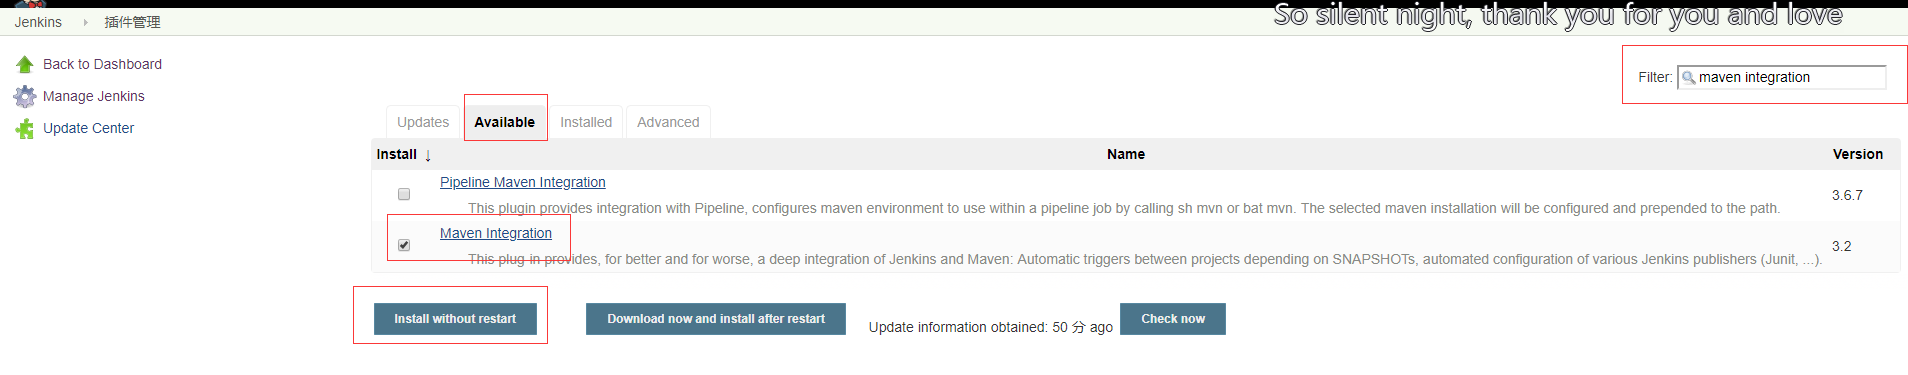 So silent night, thank you for you and love
Jenkins 插件管理
Back to Dashboard
Manage Jenkins
Update Center
Filter: maven integration
Updates Available Installed Advanced
Install ↓ Name Version
Pipeline Maven Integration
This plugin provides integration with Pipeline, configures maven environment to use within a pipeline job by calling sh mvn or bat mvn. The selected maven installation will be configured and prepended to the path.
3.6.7
Maven Integration
This plug-in provides, for better and for worse, a deep integration of Jenkins and Maven: Automatic triggers between projects depending on SNAPSHOTs, automated configuration of various Jenkins publishers (Junit, ...).
3.2
Install without restart Download now and install after restart Update information obtained: 50 分 ago Check now